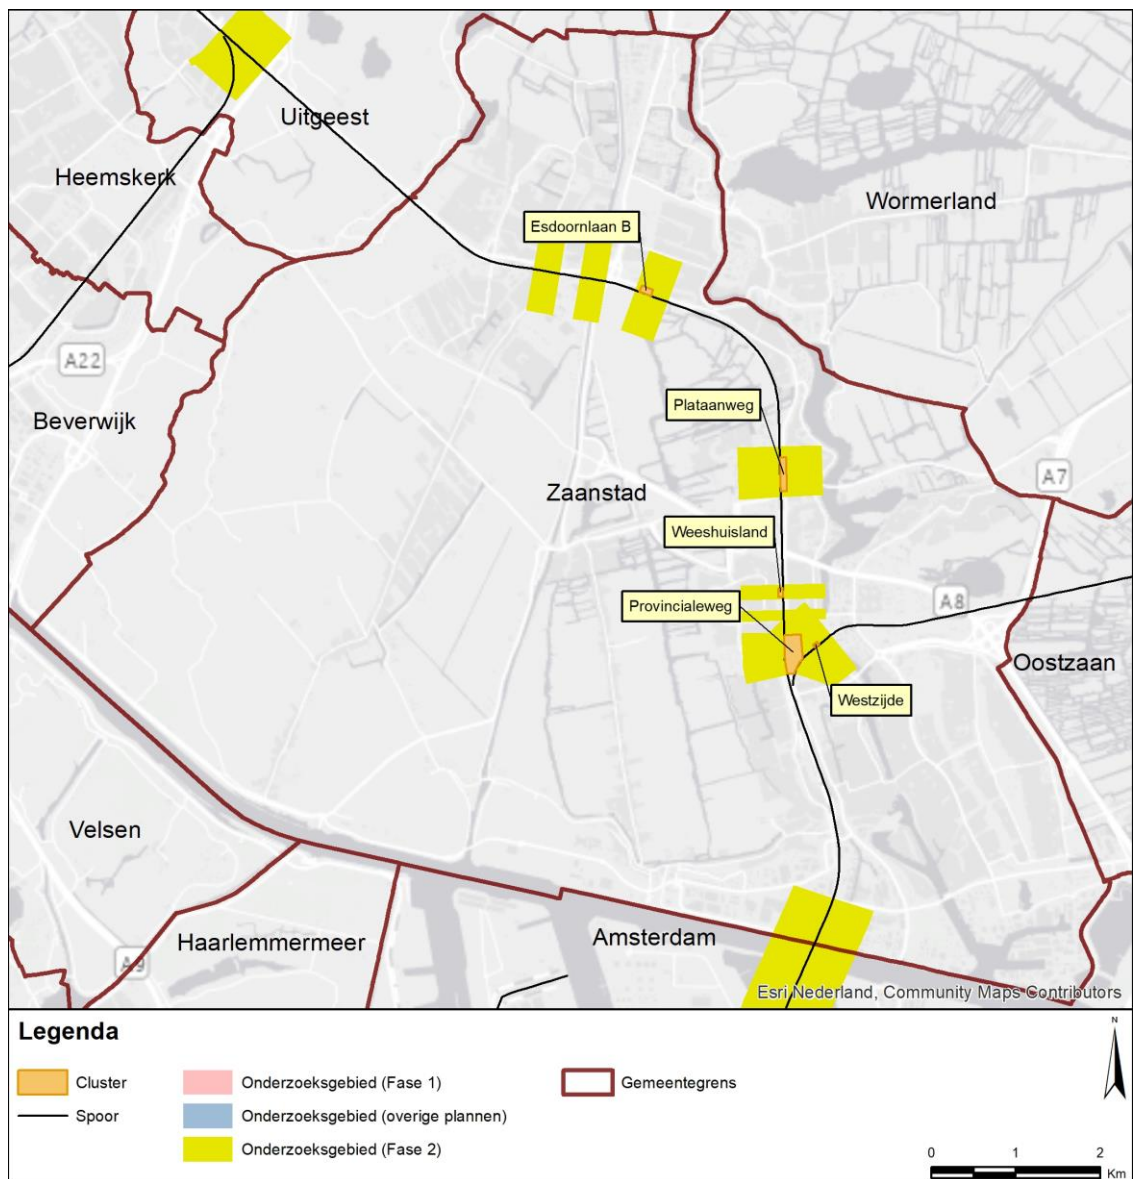 Uitgeest
Heemskerk
Wormerland
Esdoornlaan B
A22
Beverwijk
Plataanweg
A7
Zaanstad
Weeshuisland
Provincialeweg
A8
Oostzaan
Westzijde
Velsen
Haarlemmermeer
Amsterdam
A9
Esri Nederland, Community Maps Contributors
Legenda
Cluster
Spoor
Onderzoeksgebied (Fase 1)
Onderzoeksgebied (overige plannen)
Onderzoeksgebied (Fase 2)
Gemeentegrens
N
0 1 2
Km